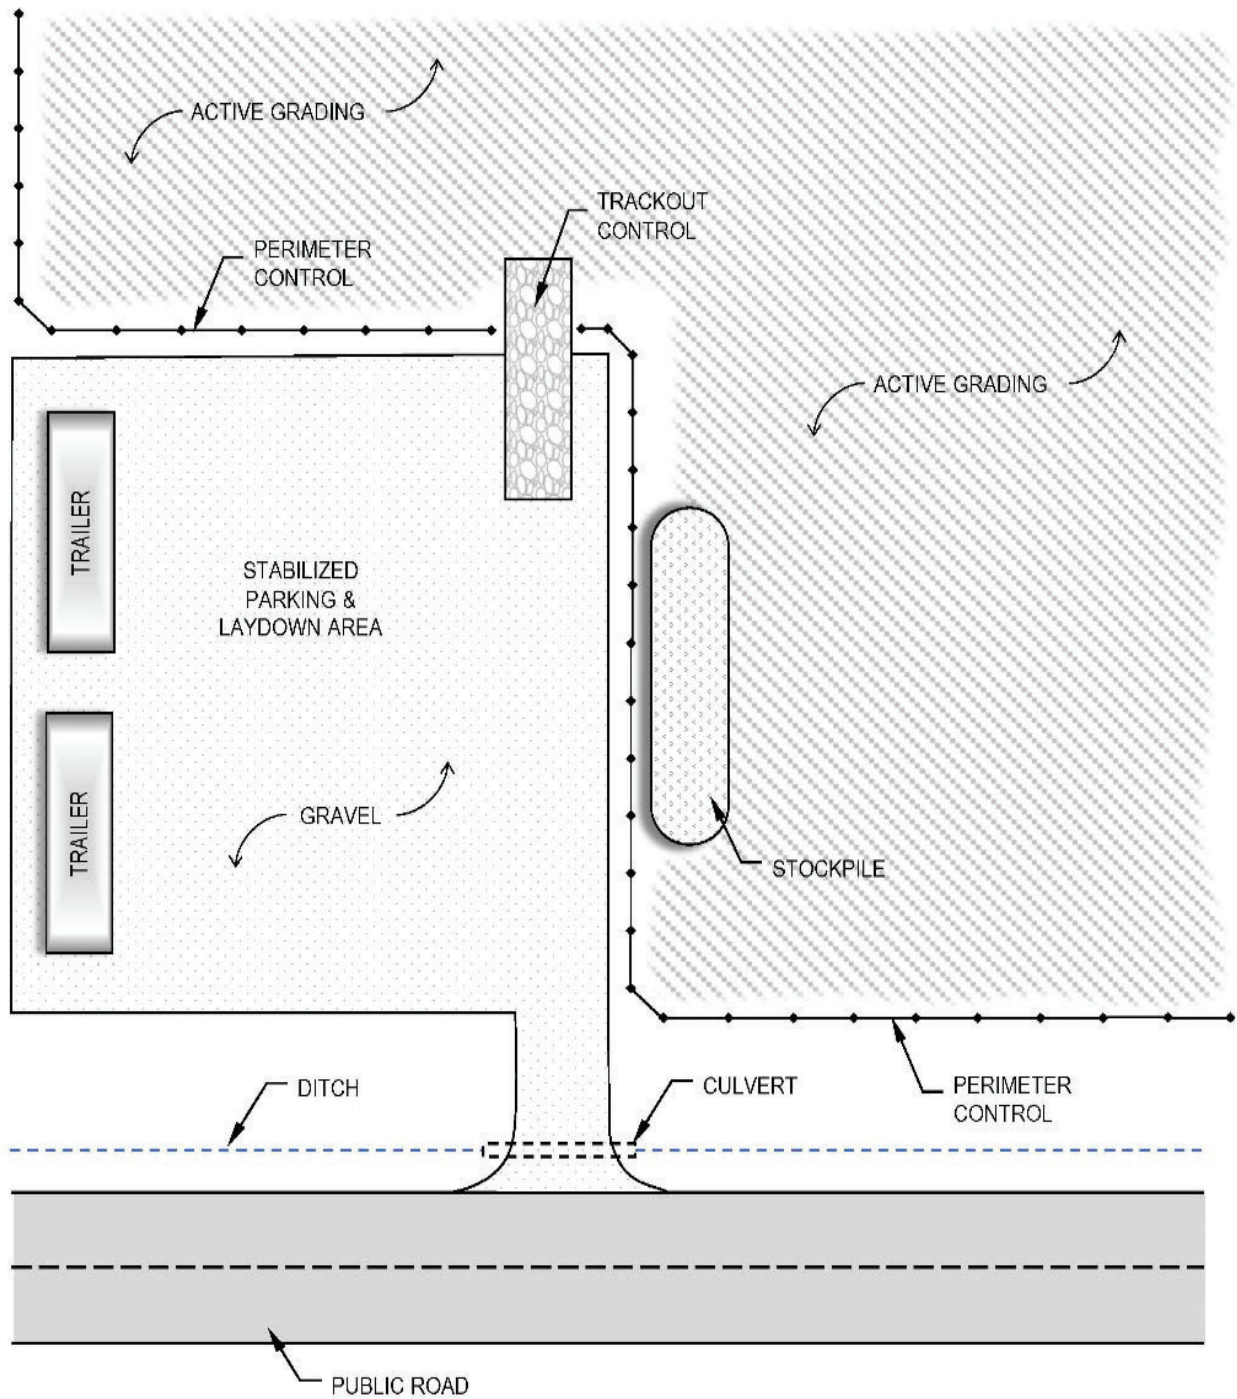 ACTIVE GRADING
TRACKOUT
CONTROL
PERIMETER
CONTROL
ACTIVE GRADING
TRAILER
STABILIZED
PARKING &
LAYDOWN AREA
TRAILER
GRAVEL
STOCKPILE
DITCH
CULVERT
PERIMETER
CONTROL
PUBLIC ROAD